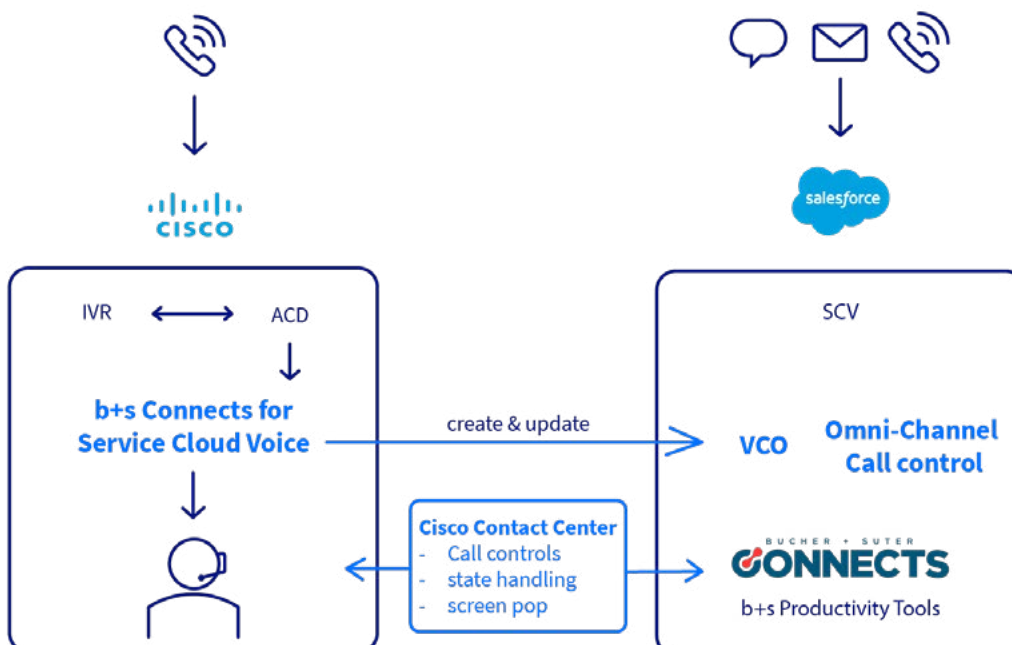 CISCO
salesforce
IVR
ACD
SCV
b+s Connects for
Service Cloud Voice
create & update
VCO
Omni-Channel
Call control
Cisco Contact Center
- Call controls
- state handling
- screen pop
BUCHER + SUTER
CONNECTS
b+s Productivity Tools